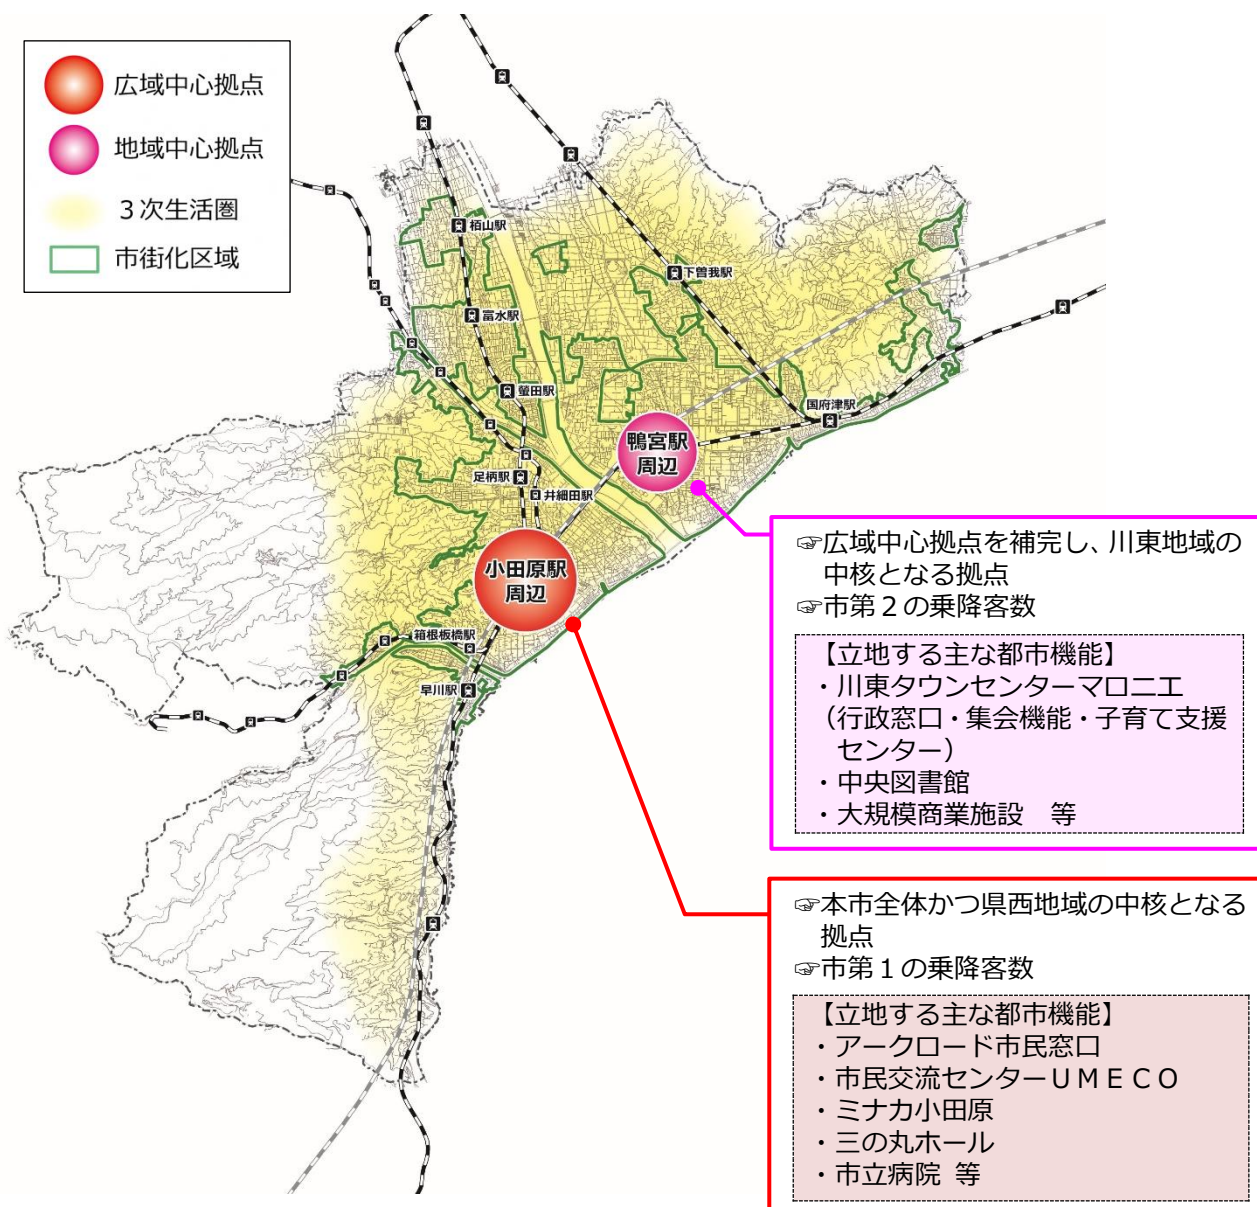 広域中心拠点
地域中心拠点
３次生活圏
市街化区域
栢山駅
下曽我駅
富水駅
螢田駅
国府津駅
鴨宮駅
周辺
足柄駅
井細田駅
小田原駅
周辺
箱根板橋駅
早川駅
☞広域中心拠点を補完し、川東地域の
中核となる拠点
☞市第２の乗降客数
【立地する主な都市機能】
・川東タウンセンターマロニエ
（行政窓口・集会機能・子育て支援
センター）
・中央図書館
・大規模商業施設　等
☞本市全体かつ県西地域の中核となる
拠点
☞市第１の乗降客数
【立地する主な都市機能】
・アークロード市民窓口
・市民交流センターＵＭＥＣＯ
・ミナカ小田原
・三の丸ホール
・市立病院 等